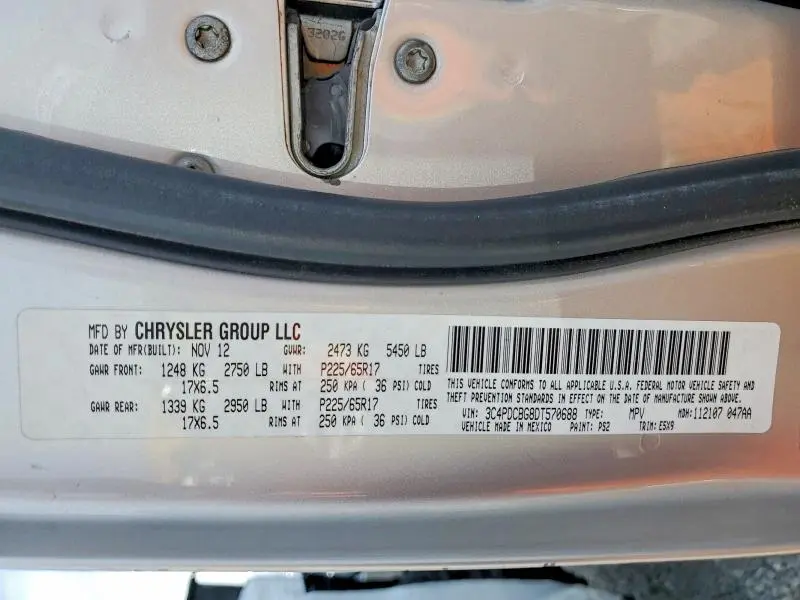 3202G
MFD BY CHRYSLER GROUP LLC
DATE OF MFR(BUILT): NOV 12 GVWR: 2473 KG 5450 LB
GAWR FRONT: 1248 KG 2750 LB WITH P225/65R17 TIRES
17X6.5 RIMS AT 250 KPA ( 36 PSI) COLD
GAWR REAR: 1339 KG 2950 LB WITH P225/65R17 TIRES
17X6.5 RIMS AT 250 KPA ( 36 PSI) COLD
THIS VEHICLE CONFORMS TO ALL APPLICABLE U.S.A. FEDERAL MOTOR VEHICLE SAFETY AND
THEFT PREVENTION STANDARDS IN EFFECT ON THE DATE OF MANUFACTURE SHOWN ABOVE.
VIN: 3C4PDCBG8DT570688 TYPE: MPV MDH: 112107 047AA
VEHICLE MADE IN MEXICO PAINT: PS2 TRIM: E5X9